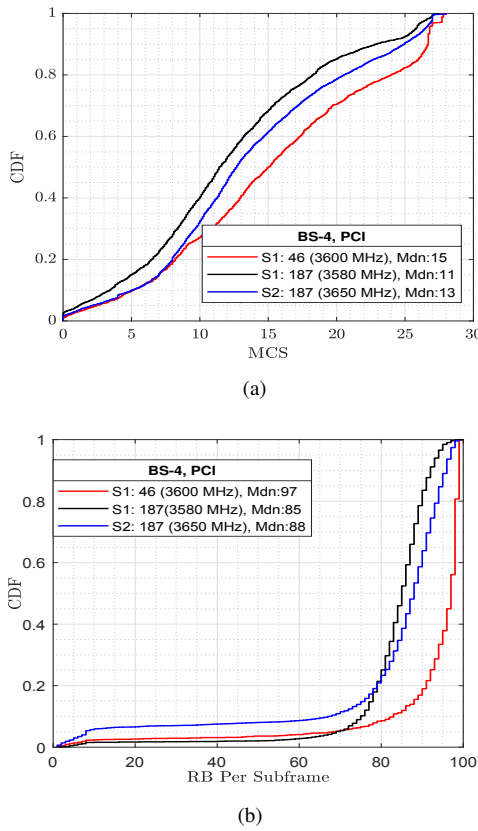 1
0.8
0.6
0.4
0.2
0
CDF
BS-4, PCI
S1: 46 (3600 MHz), Mdn:15
S1: 187 (3580 MHz), Mdn:11
S2: 187 (3650 MHz), Mdn:13
0 5 10 15 20 25 30
MCS
(a)
1
0.8
0.6
0.4
0.2
0
CDF
BS-4, PCI
S1: 46 (3600 MHz), Mdn:97
S1: 187(3580 MHz), Mdn:85
S2: 187 (3650 MHz), Mdn:88
0 20 40 60 80 100
RB Per Subframe
(b)